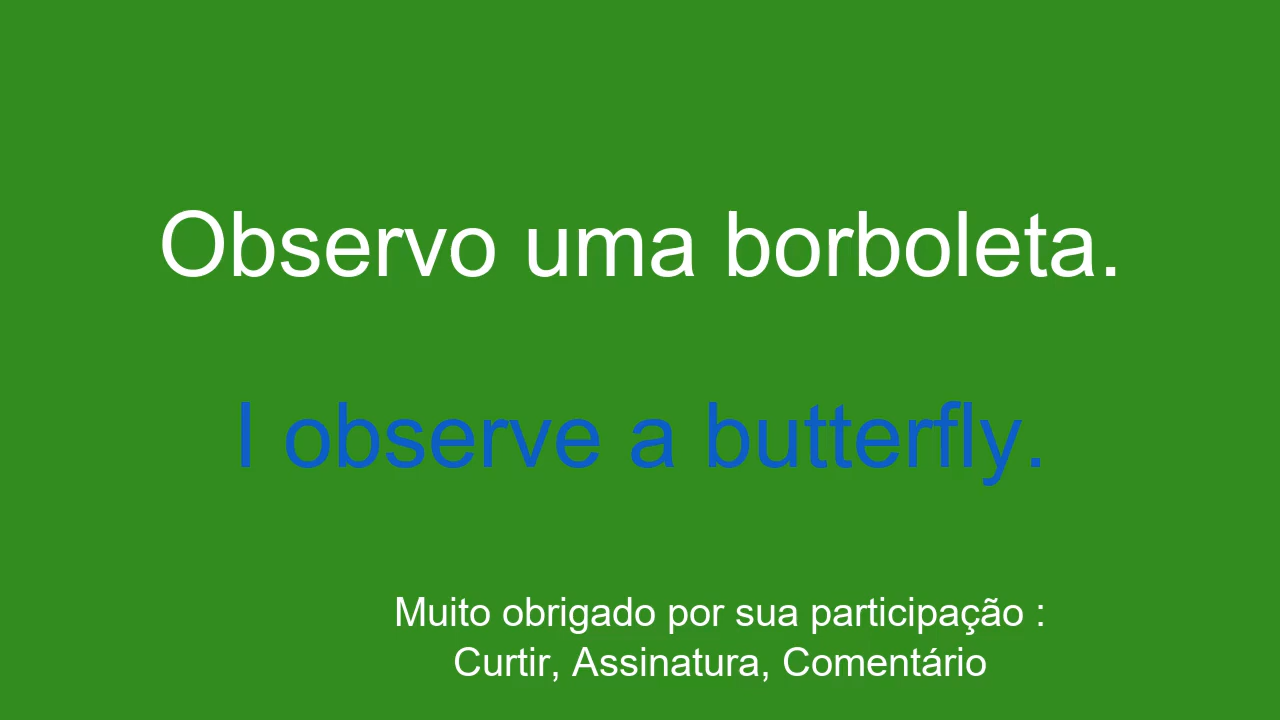 Observo uma borboleta.
I observe a butterfly.
Muito obrigado por sua participação :
Curtir, Assinatura, Comentário